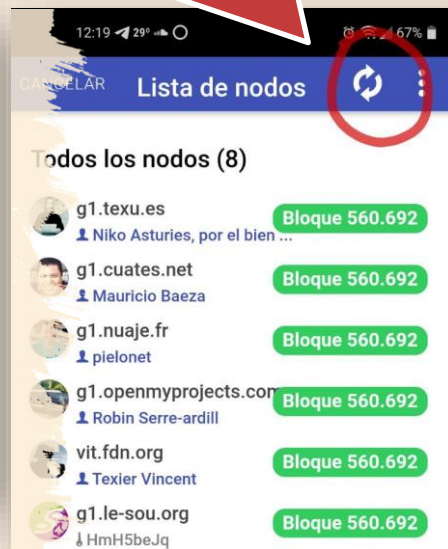 12:19 29°
67%
CANCELAR Lista de nodos
Todos los nodos (8)
g1.texu.es
Bloque 560.692
Niko Asturies, por el bien ...
g1.cuates.net
Bloque 560.692
Mauricio Baeza
g1.nuaje.fr
Bloque 560.692
pielonet
g1.openmyprojects.com
Bloque 560.692
Robin Serre-ardill
vit.fdn.org
Bloque 560.692
Texier Vincent
g1.le-sou.org
Bloque 560.692
HmH5beJq